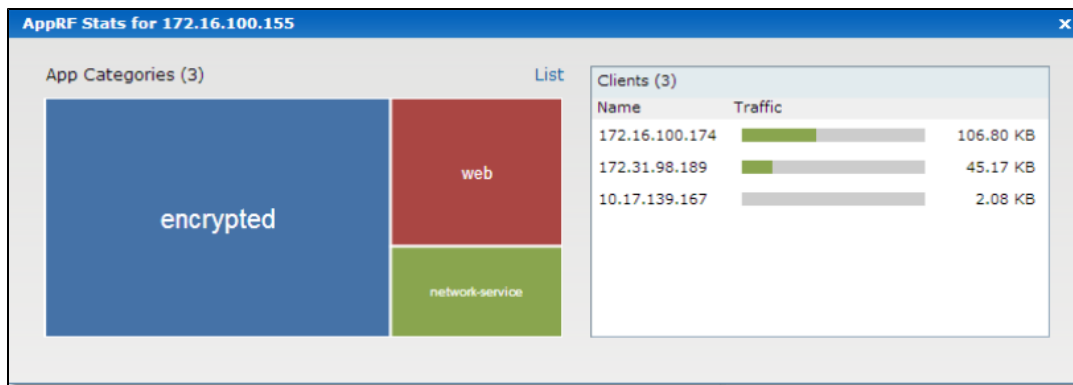 AppRF Stats for 172.16.100.155 x
App Categories (3) List
encrypted
web
network-service
Clients (3)
Name Traffic
172.16.100.174 106.80 KB
172.31.98.189 45.17 KB
10.17.139.167 2.08 KB